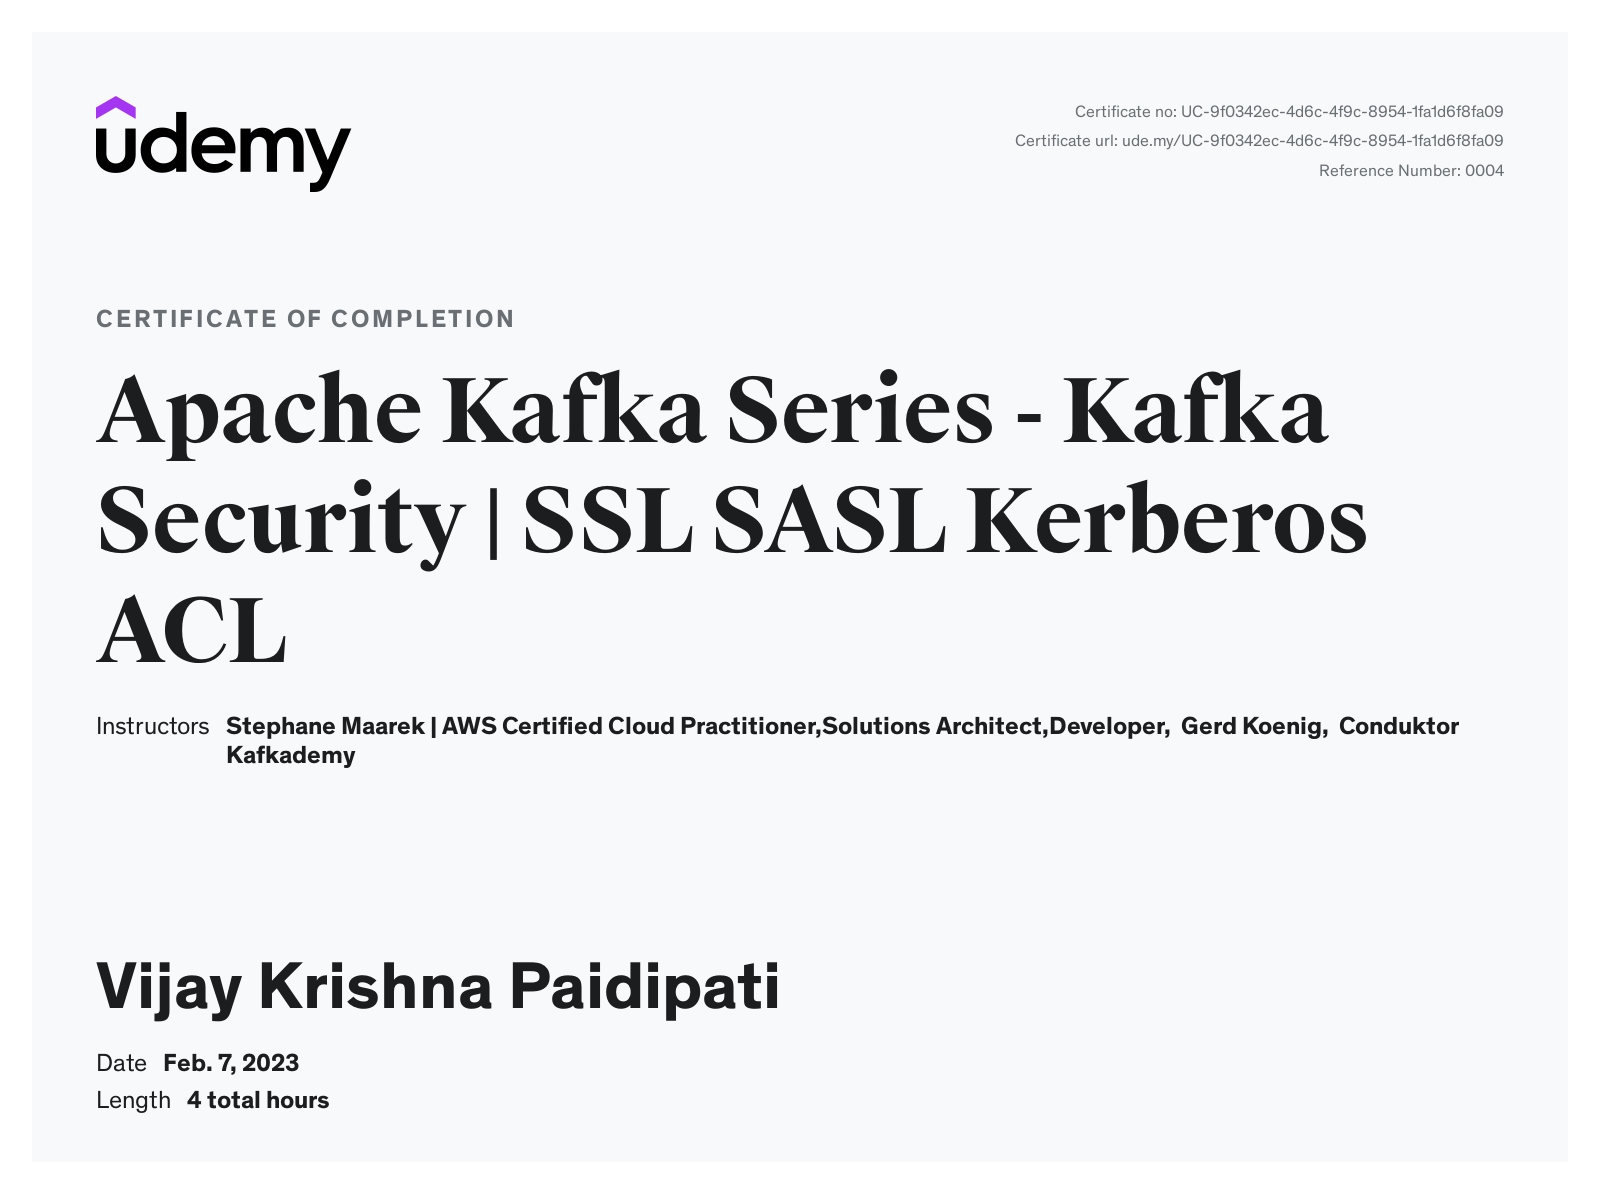 udemy
Certificate no: UC-9f0342ec-4d6c-4f9c-8954-1fa1d6f8fa09
Certificate url: ude.my/UC-9f0342ec-4d6c-4f9c-8954-1fa1d6f8fa09
Reference Number: 0004
CERTIFICATE OF COMPLETION
Apache Kafka Series - Kafka
Security | SSL SASL Kerberos
ACL
Instructors Stephane Maarek | AWS Certified Cloud Practitioner,Solutions Architect,Developer, Gerd Koenig, Conduktor
Kafkademy
Vijay Krishna Paidipati
Date Feb. 7, 2023
Length 4 total hours